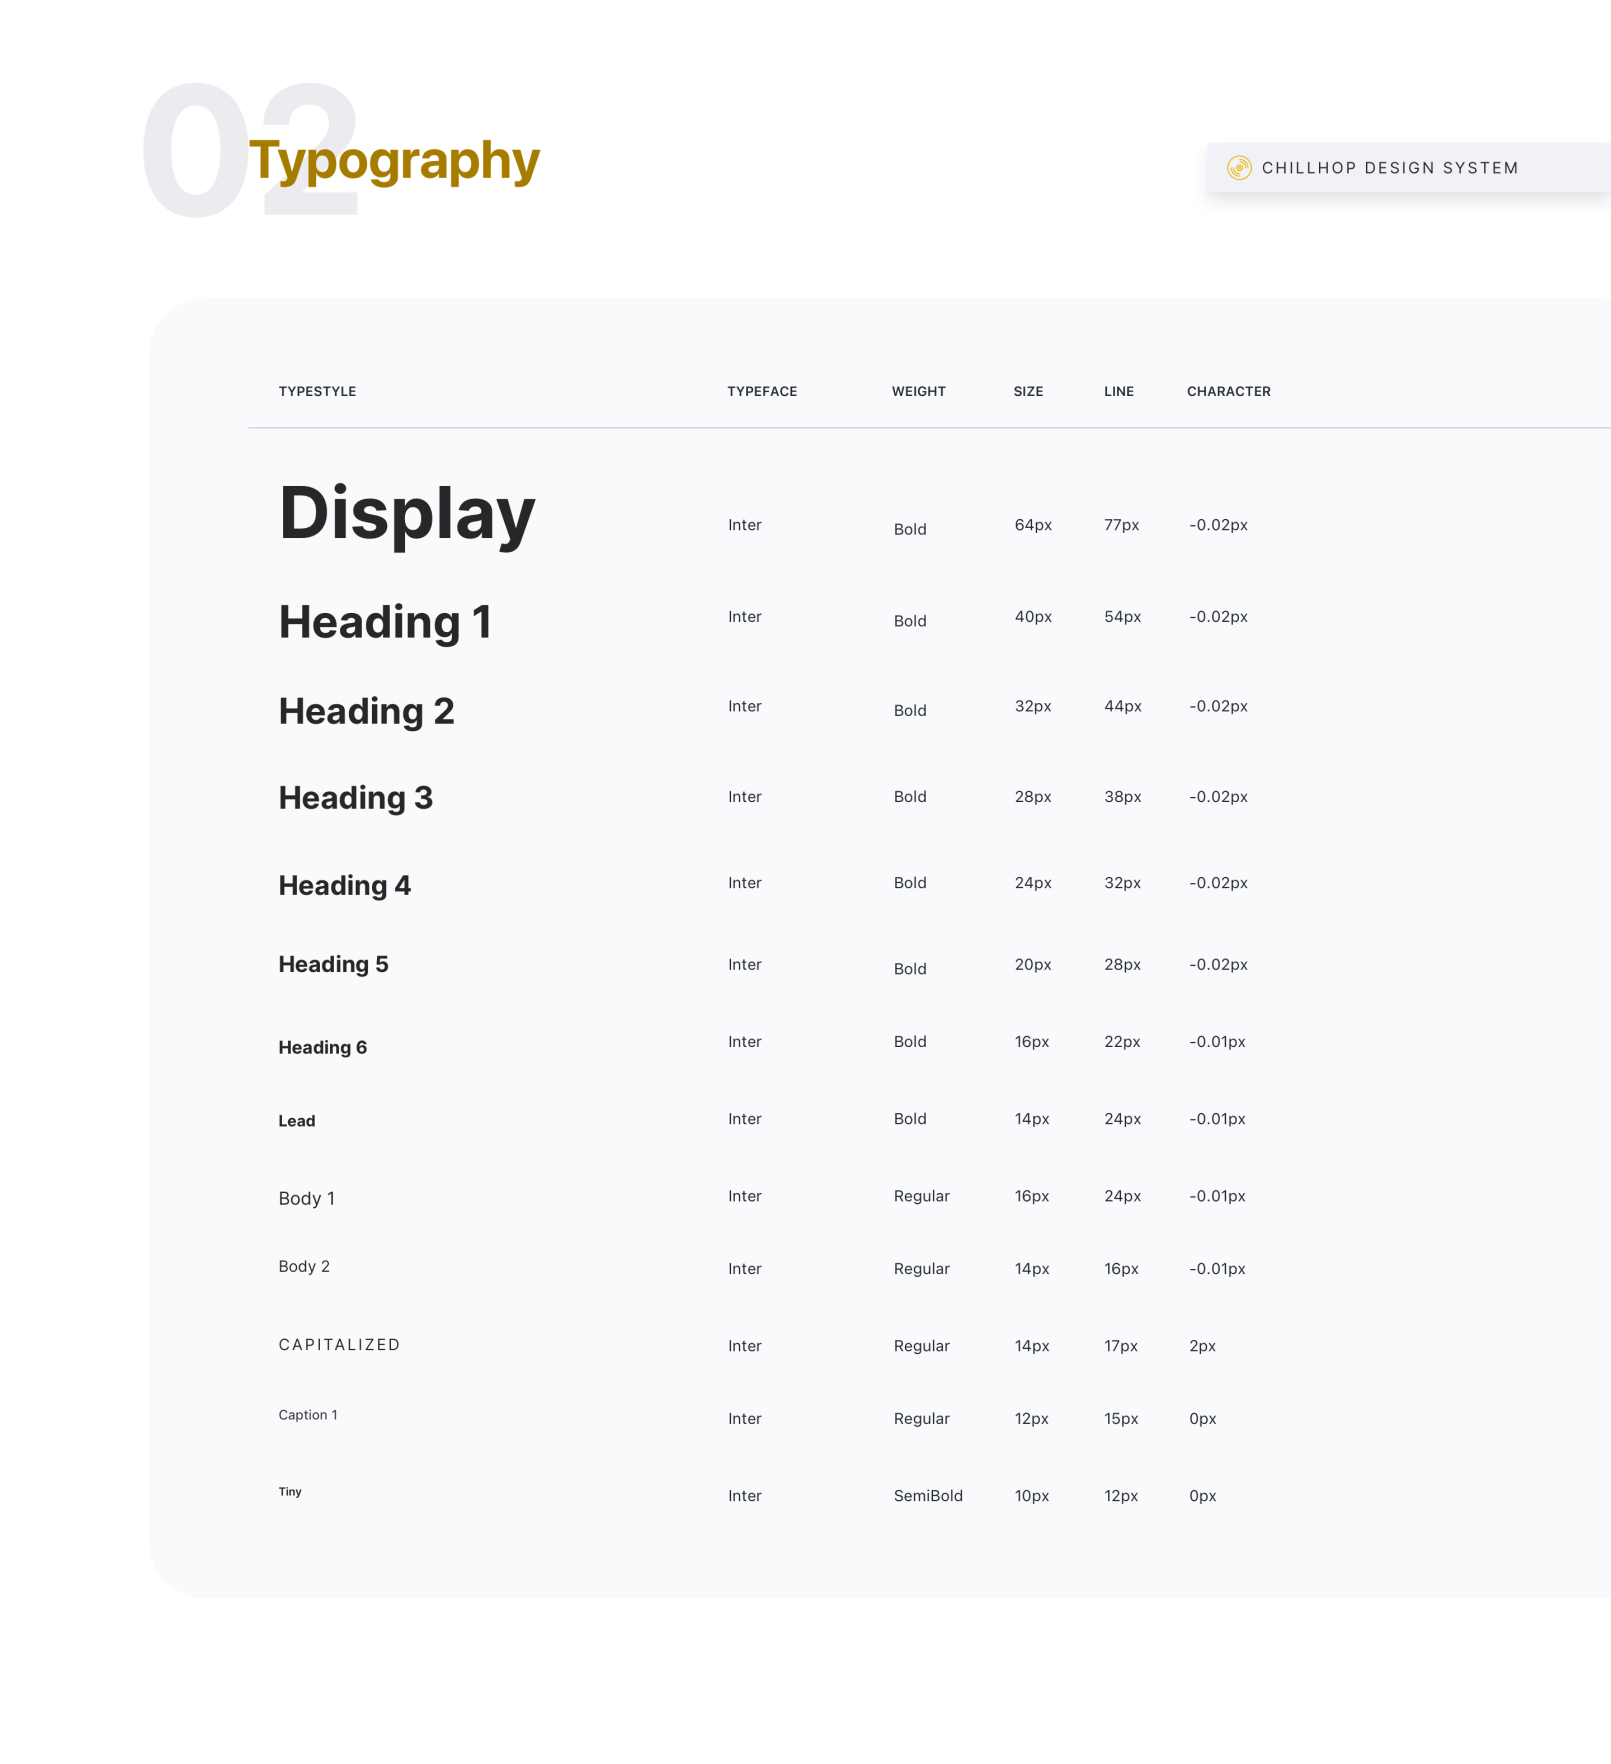 02
Typography
CHILLHOP DESIGN SYSTEM
TYPESTYLE TYPEFACE WEIGHT SIZE LINE CHARACTER
Display Inter Bold 64px 77px -0.02px
Heading 1 Inter Bold 40px 54px -0.02px
Heading 2 Inter Bold 32px 44px -0.02px
Heading 3 Inter Bold 28px 38px -0.02px
Heading 4 Inter Bold 24px 32px -0.02px
Heading 5 Inter Bold 20px 28px -0.02px
Heading 6 Inter Bold 16px 22px -0.01px
Lead Inter Bold 14px 24px -0.01px
Body 1 Inter Regular 16px 24px -0.01px
Body 2 Inter Regular 14px 16px -0.01px
CAPITALIZED Inter Regular 14px 17px 2px
Caption 1 Inter Regular 12px 15px 0px
Tiny Inter SemiBold 10px 12px 0px